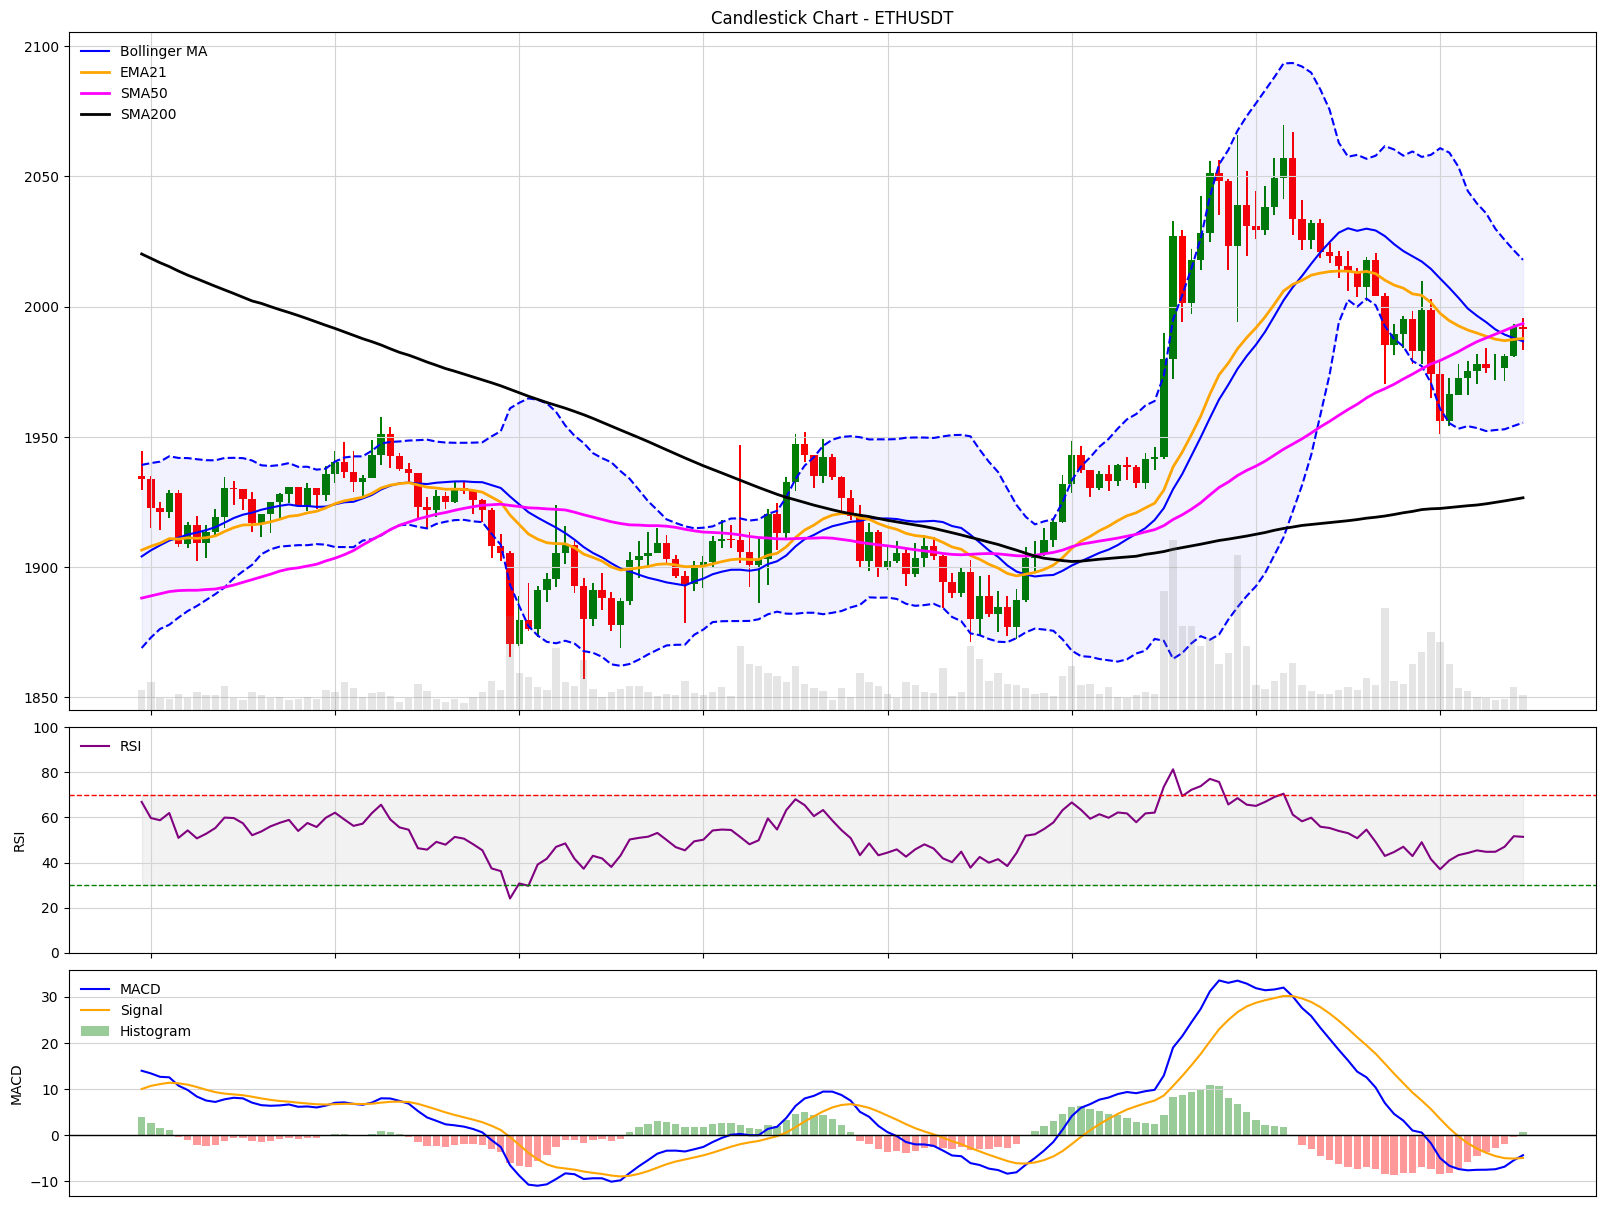 Candlestick Chart - ETHUSDT
Bollinger MA
EMA21
SMA50
SMA200
2100
2050
2000
1950
1900
1850
RSI
100
80
60
40
20
0
RSI
MACD
Signal
Histogram
30
20
10
0
−10
MACD